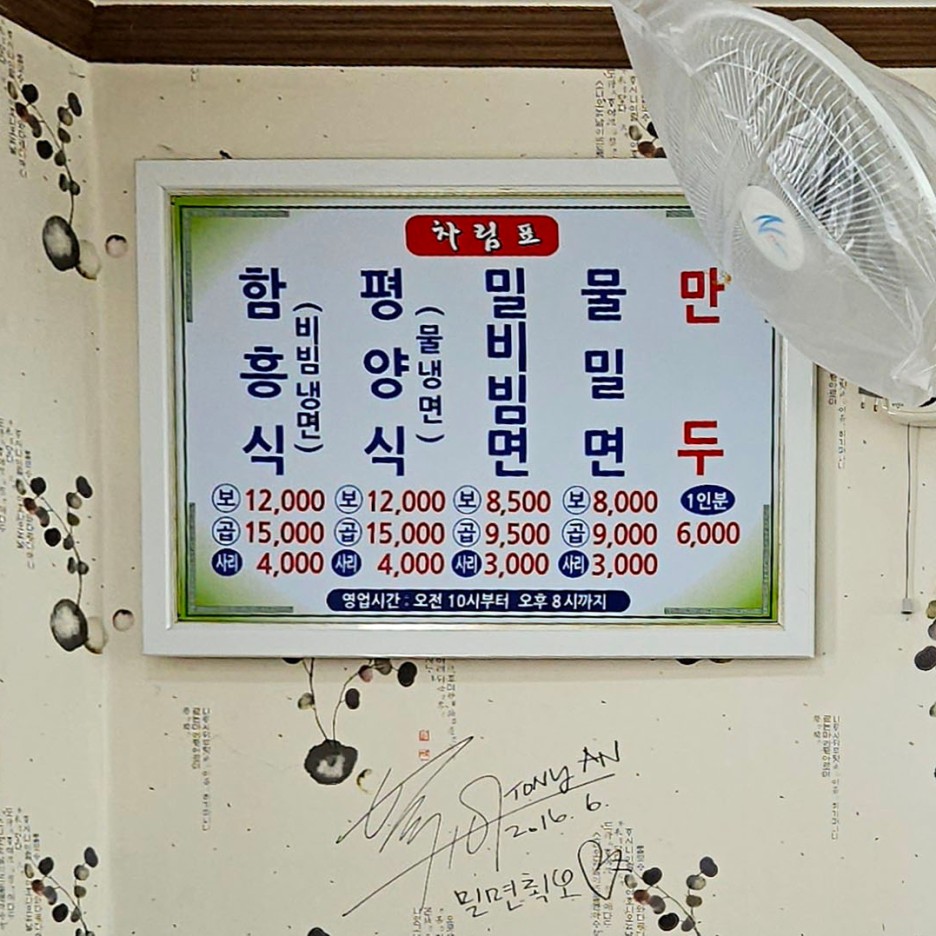 차림표
함흥식
(비빔냉면)
평양식
(물냉면)
밀비빔면
물밀면
만두
보 12,000 보 12,000 보 8,500 보 8,000 1인분
곱 15,000 곱 15,000 곱 9,500 곱 9,000 6,000
사리 4,000 사리 4,000 사리 3,000 사리 3,000
영업시간 : 오전 10시부터 오후 8시까지
TONY AN
2016. 6.
밀면최오